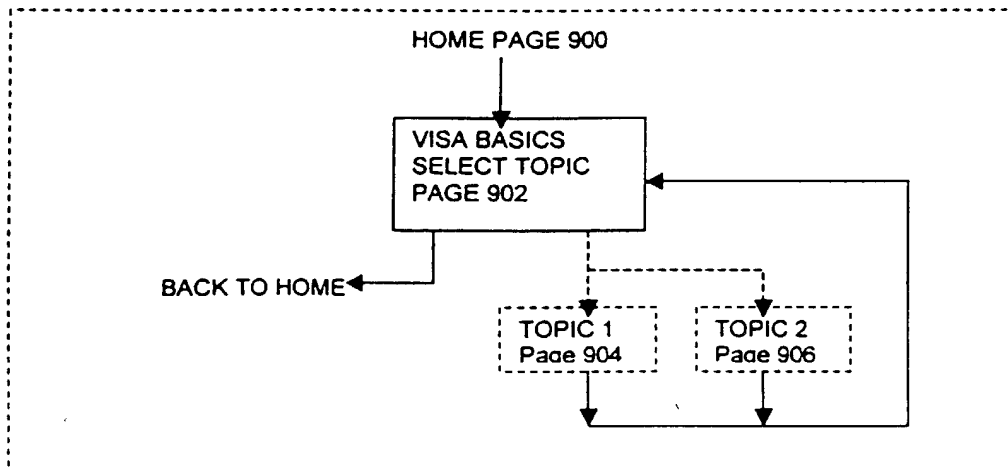 HOME PAGE 900
VISA BASICS
SELECT TOPIC
PAGE 902
BACK TO HOME
TOPIC 1
Page 904
TOPIC 2
Page 906